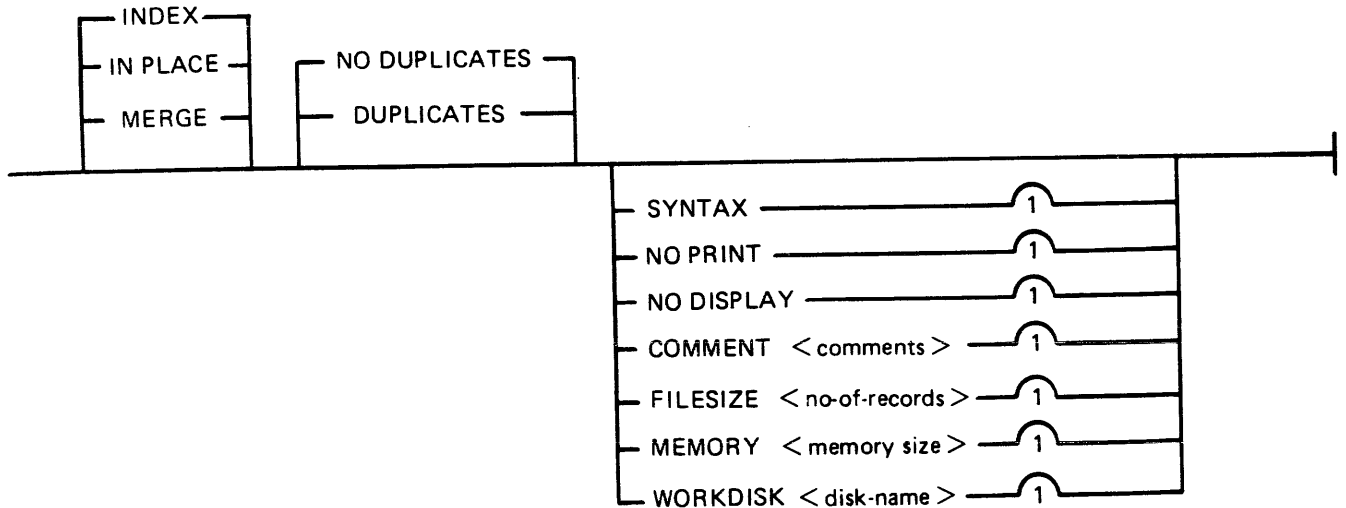 INDEX
IN PLACE
MERGE
NO DUPLICATES
DUPLICATES
SYNTAX 1
NO PRINT 1
NO DISPLAY 1
COMMENT <comments> 1
FILESIZE <no-of-records> 1
MEMORY <memory size> 1
WORKDISK <disk-name> 1